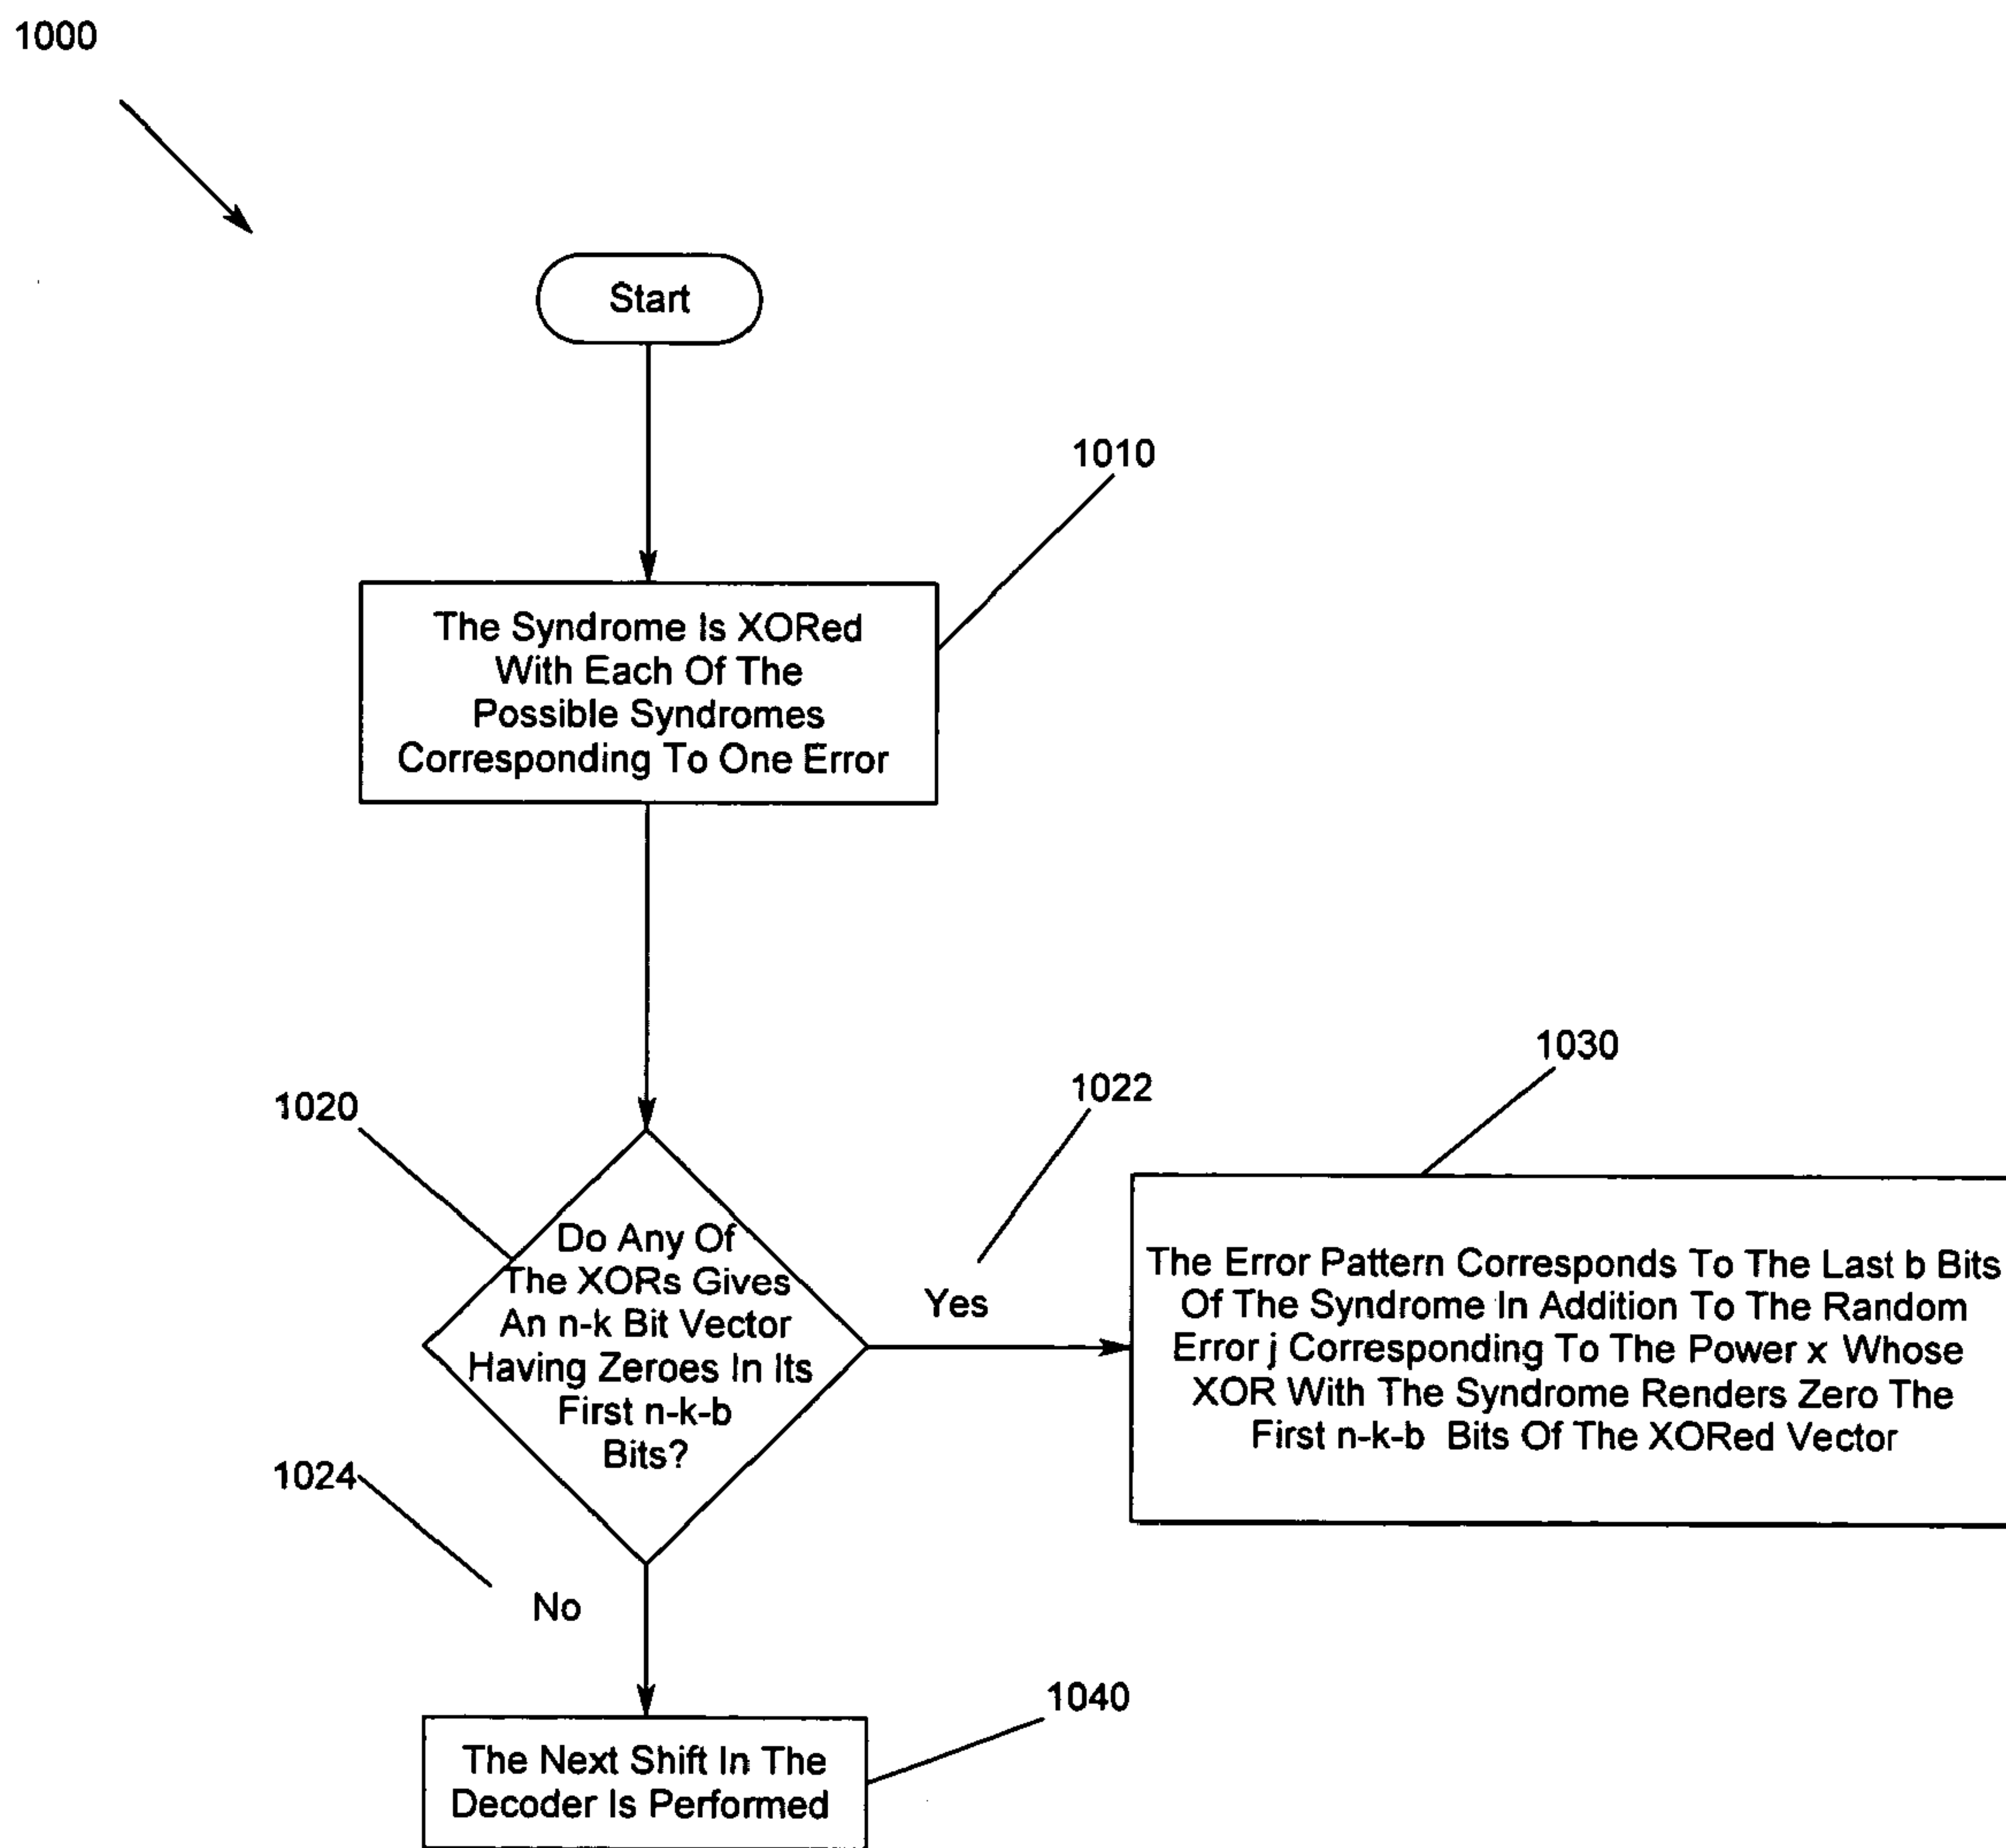 1000
Start
1010
The Syndrome Is XORed
With Each Of The
Possible Syndromes
Corresponding To One Error
1020
Do Any Of
The XORs Gives
An n-k Bit Vector
Having Zeroes In Its
First n-k-b
Bits?
1022
Yes
1030
The Error Pattern Corresponds To The Last b Bits
Of The Syndrome In Addition To The Random
Error j Corresponding To The Power x Whose
XOR With The Syndrome Renders Zero The
First n-k-b Bits Of The XORed Vector
1024
No
1040
The Next Shift In The
Decoder Is Performed